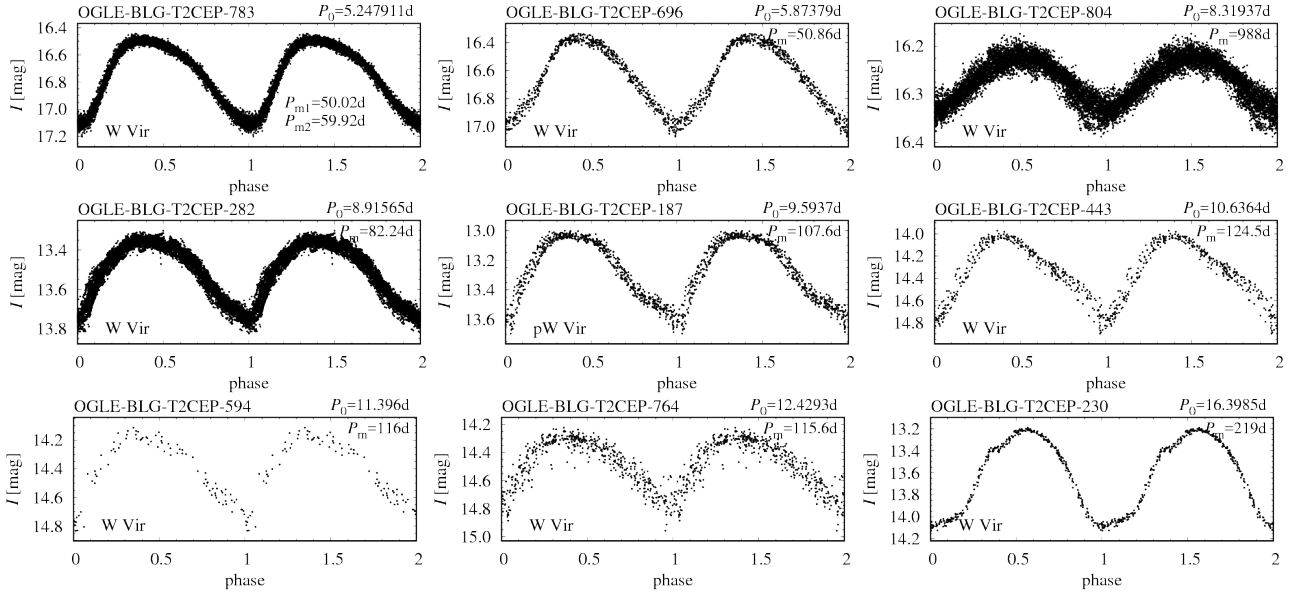 OGLE-BLG-T2CEP-783 P0=5.247911d
I [mag]
16.4
16.6
16.8
17.0
17.2
Pm1=50.02d
Pm2=59.92d
W Vir
0 0.5 1 1.5 2
phase
OGLE-BLG-T2CEP-696 P0=5.87379d
Pm=50.86d
I [mag]
16.4
16.6
16.8
17.0
W Vir
0 0.5 1 1.5 2
phase
OGLE-BLG-T2CEP-804 P0=8.31937d
Pm=988d
I [mag]
16.2
16.3
16.4
W Vir
0 0.5 1 1.5 2
phase
OGLE-BLG-T2CEP-282 P0=8.91565d
Pm=82.24d
I [mag]
13.4
13.6
13.8
W Vir
0 0.5 1 1.5 2
phase
OGLE-BLG-T2CEP-187 P0=9.5937d
Pm=107.6d
I [mag]
13.0
13.2
13.4
13.6
pW Vir
0 0.5 1 1.5 2
phase
OGLE-BLG-T2CEP-443 P0=10.6364d
Pm=124.5d
I [mag]
14.0
14.2
14.4
14.6
14.8
W Vir
0 0.5 1 1.5 2
phase
OGLE-BLG-T2CEP-594 P0=11.396d
Pm=116d
I [mag]
14.2
14.4
14.6
14.8
W Vir
0 0.5 1 1.5 2
phase
OGLE-BLG-T2CEP-764 P0=12.4293d
Pm=115.6d
I [mag]
14.2
14.4
14.6
14.8
15.0
W Vir
0 0.5 1 1.5 2
phase
OGLE-BLG-T2CEP-230 P0=16.3985d
Pm=219d
I [mag]
13.2
13.4
13.6
13.8
14.0
14.2
W Vir
0 0.5 1 1.5 2
phase